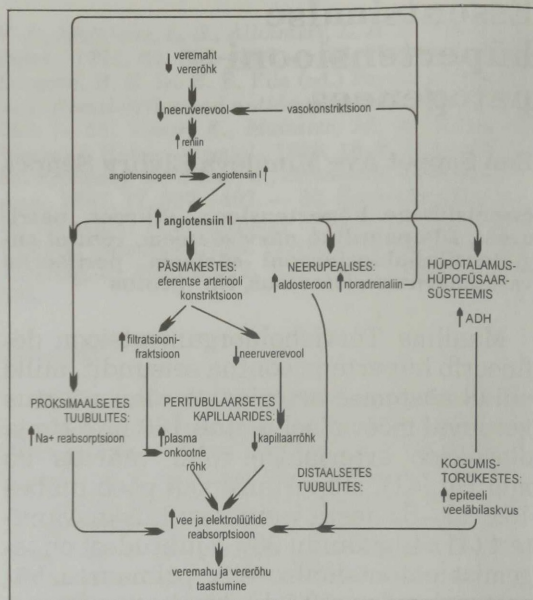 ↓ veremaht
vererõhk
↓ neeruverevool
vasokonstriktsioon
↑ reniin
angiotensinogeen
angiotensiin I ↑
↑ angiotensiin II
PÄSMAKESTES:
eferentse arteriooli
konstriktsioon
NEERUPEALISES:
↑ aldosteroon ↑ noradrenaliin
HÜPOTALAMUS-
HÜPOFÜSAAR-
SÜSTEEMIS
↑ ADH
↑ filtratsiooni-
fraktsioon
↓ neeruverevool
PROKSIMAALSETES
TUUBULITES:
↑ Na+ reabsorptsioon
PERITUBULAARSETES
KAPILLAARIDES:
↑ plasma
onkootne
rõhk
↓ kapillaarrõhk
DISTAALSETES
TUUBULITES:
KOGUMIS-
TORUKESTES:
↑ epiteeli
veeläbilaskvus
↑ vee ja elektrolüütide
reabsorptsioon
veremahu ja vererõhu
taastumine